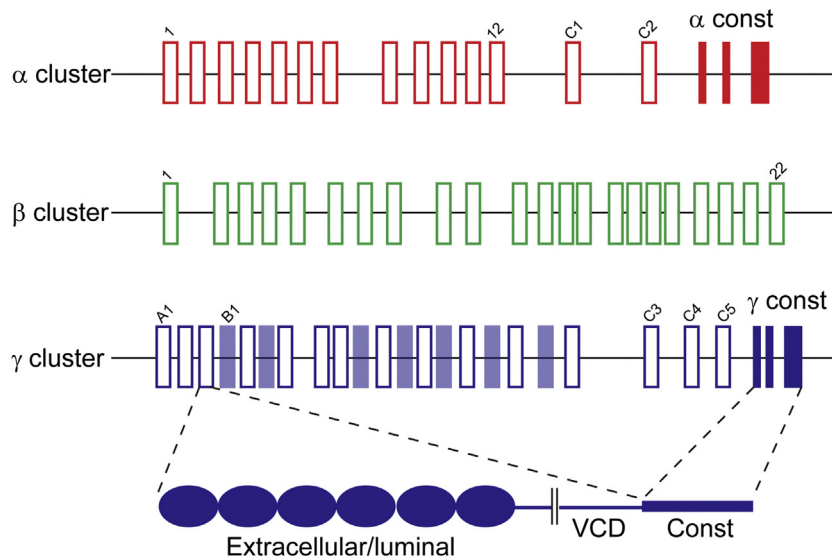 α const
1
12
C1
C2
α cluster
1
22
β cluster
γ const
A1
B1
C3
C4
C5
γ cluster
VCD
Const
Extracellular/luminal